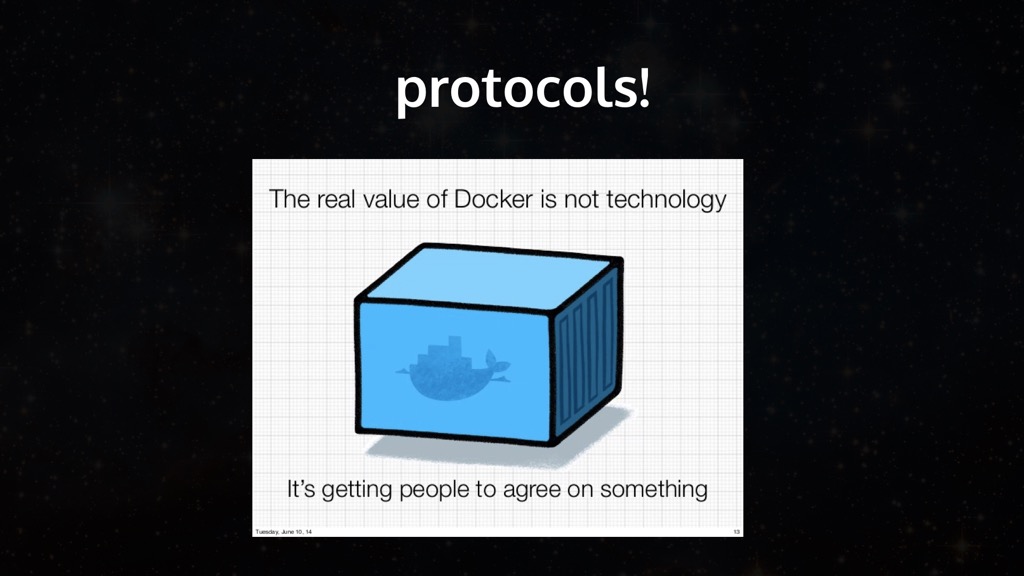 protocols!
The real value of Docker is not technology
It's getting people to agree on something
Tuesday, June 10, 14
13